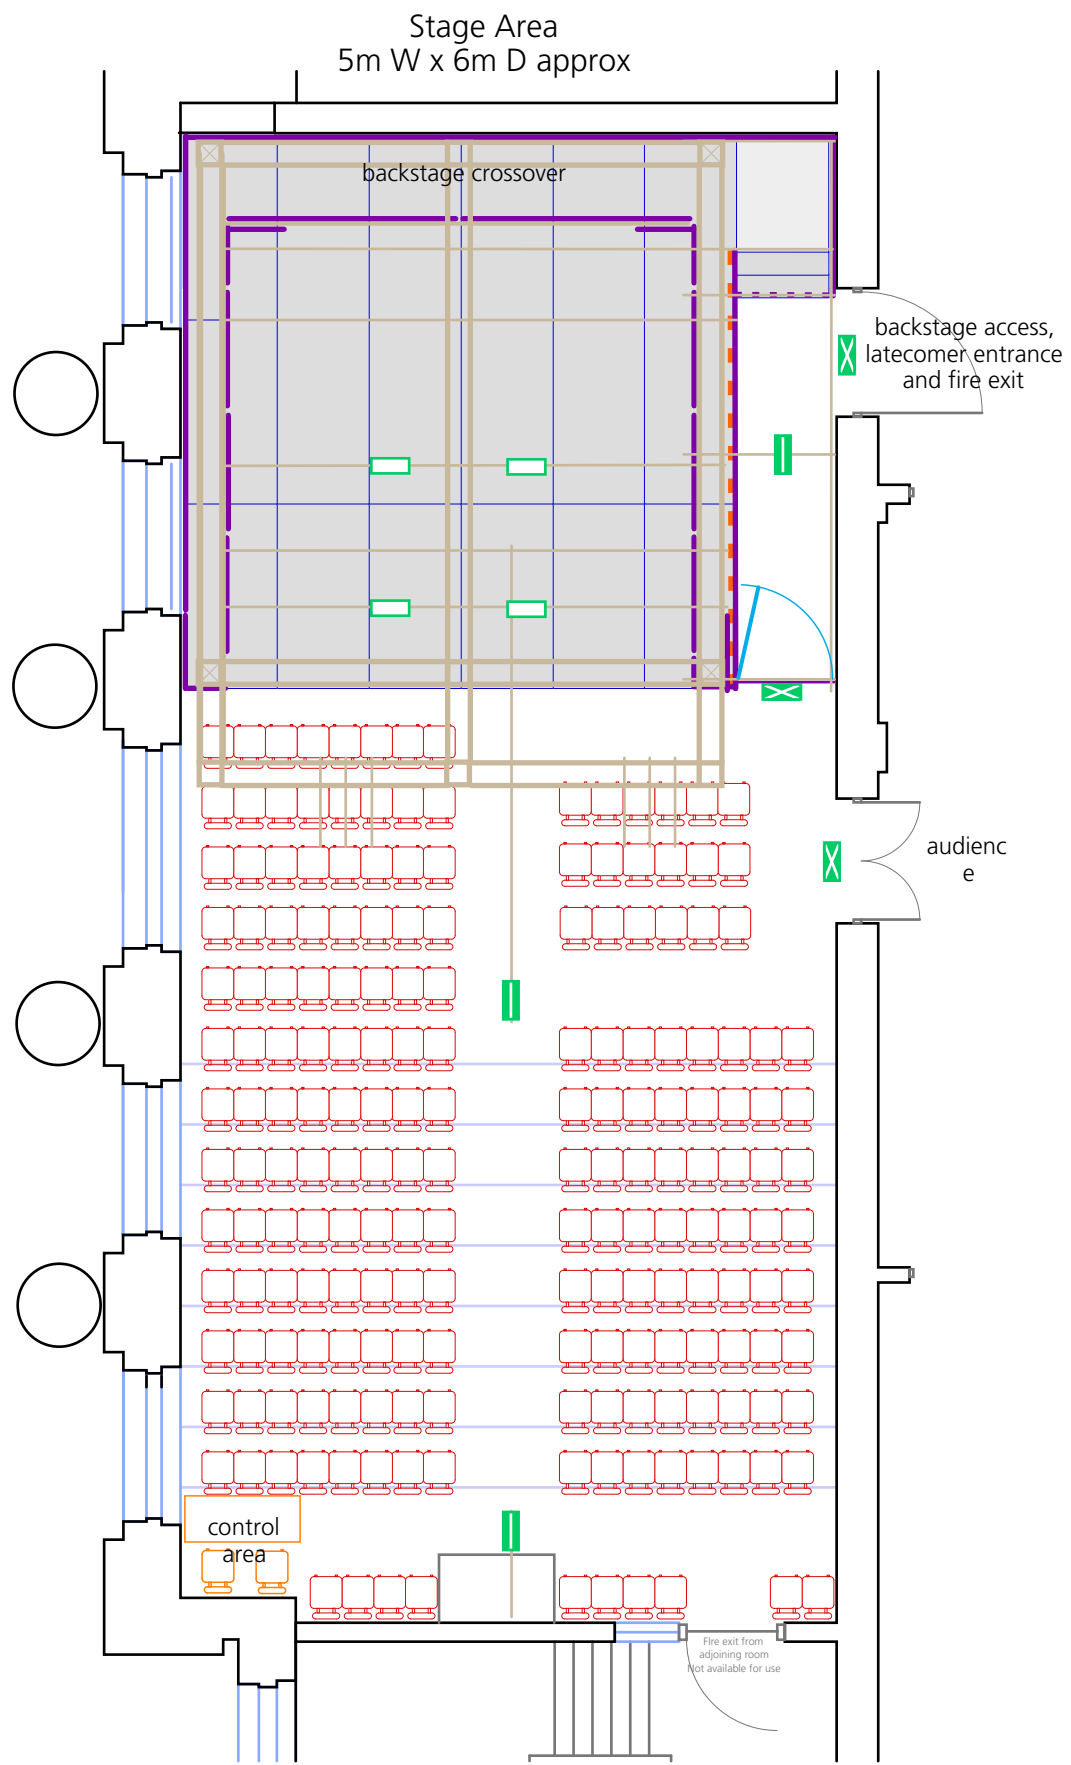 Stage Area
5m W x 6m D approx
backstage crossover
backstage access,
latecomer entrance
and fire exit
audienc
e
control
area
FIre exit from
adjoining room
Not available for use